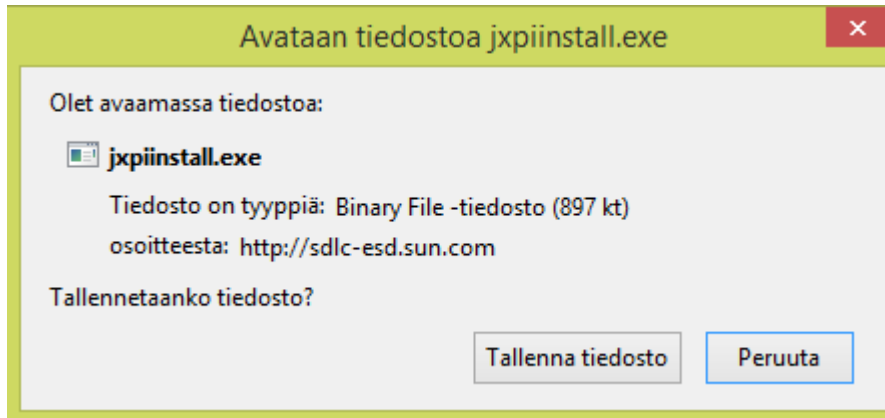 Avataan tiedostoa jxpiinstall.exe
Olet avaamassa tiedostoa:
jxpiinstall.exe
Tiedosto on tyyppiä: Binary File -tiedosto (897 kt)
osoitteesta: http://sdlc-esd.sun.com
Tallennetaanko tiedosto?
Tallenna tiedosto Peruuta